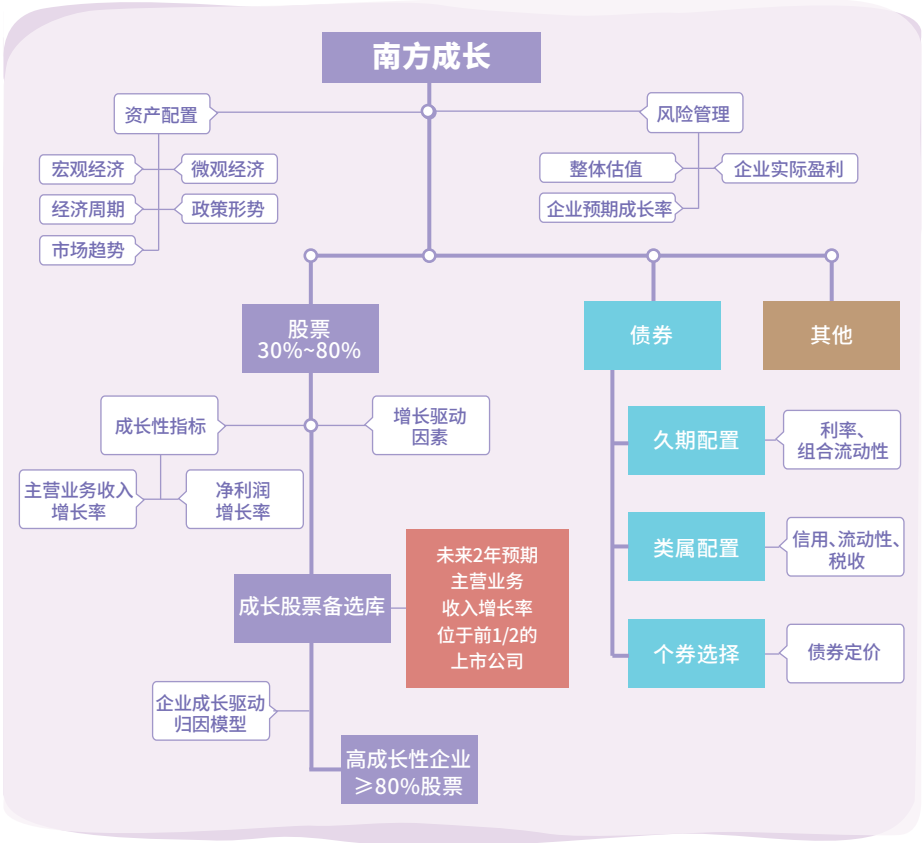 南方成长
资产配置
宏观经济
微观经济
经济周期
政策形势
市场趋势
风险管理
整体估值
企业实际盈利
企业预期成长率
股票
30%~80%
债券
其他
成长性指标
增长驱动
因素
主营业务收入
增长率
净利润
增长率
久期配置
利率、
组合流动性
类属配置
信用、流动性、
税收
个券选择
债券定价
成长股票备选库
未来2年预期
主营业务
收入增长率
位于前1/2的
上市公司
企业成长驱动
归因模型
高成长性企业
≥80%股票